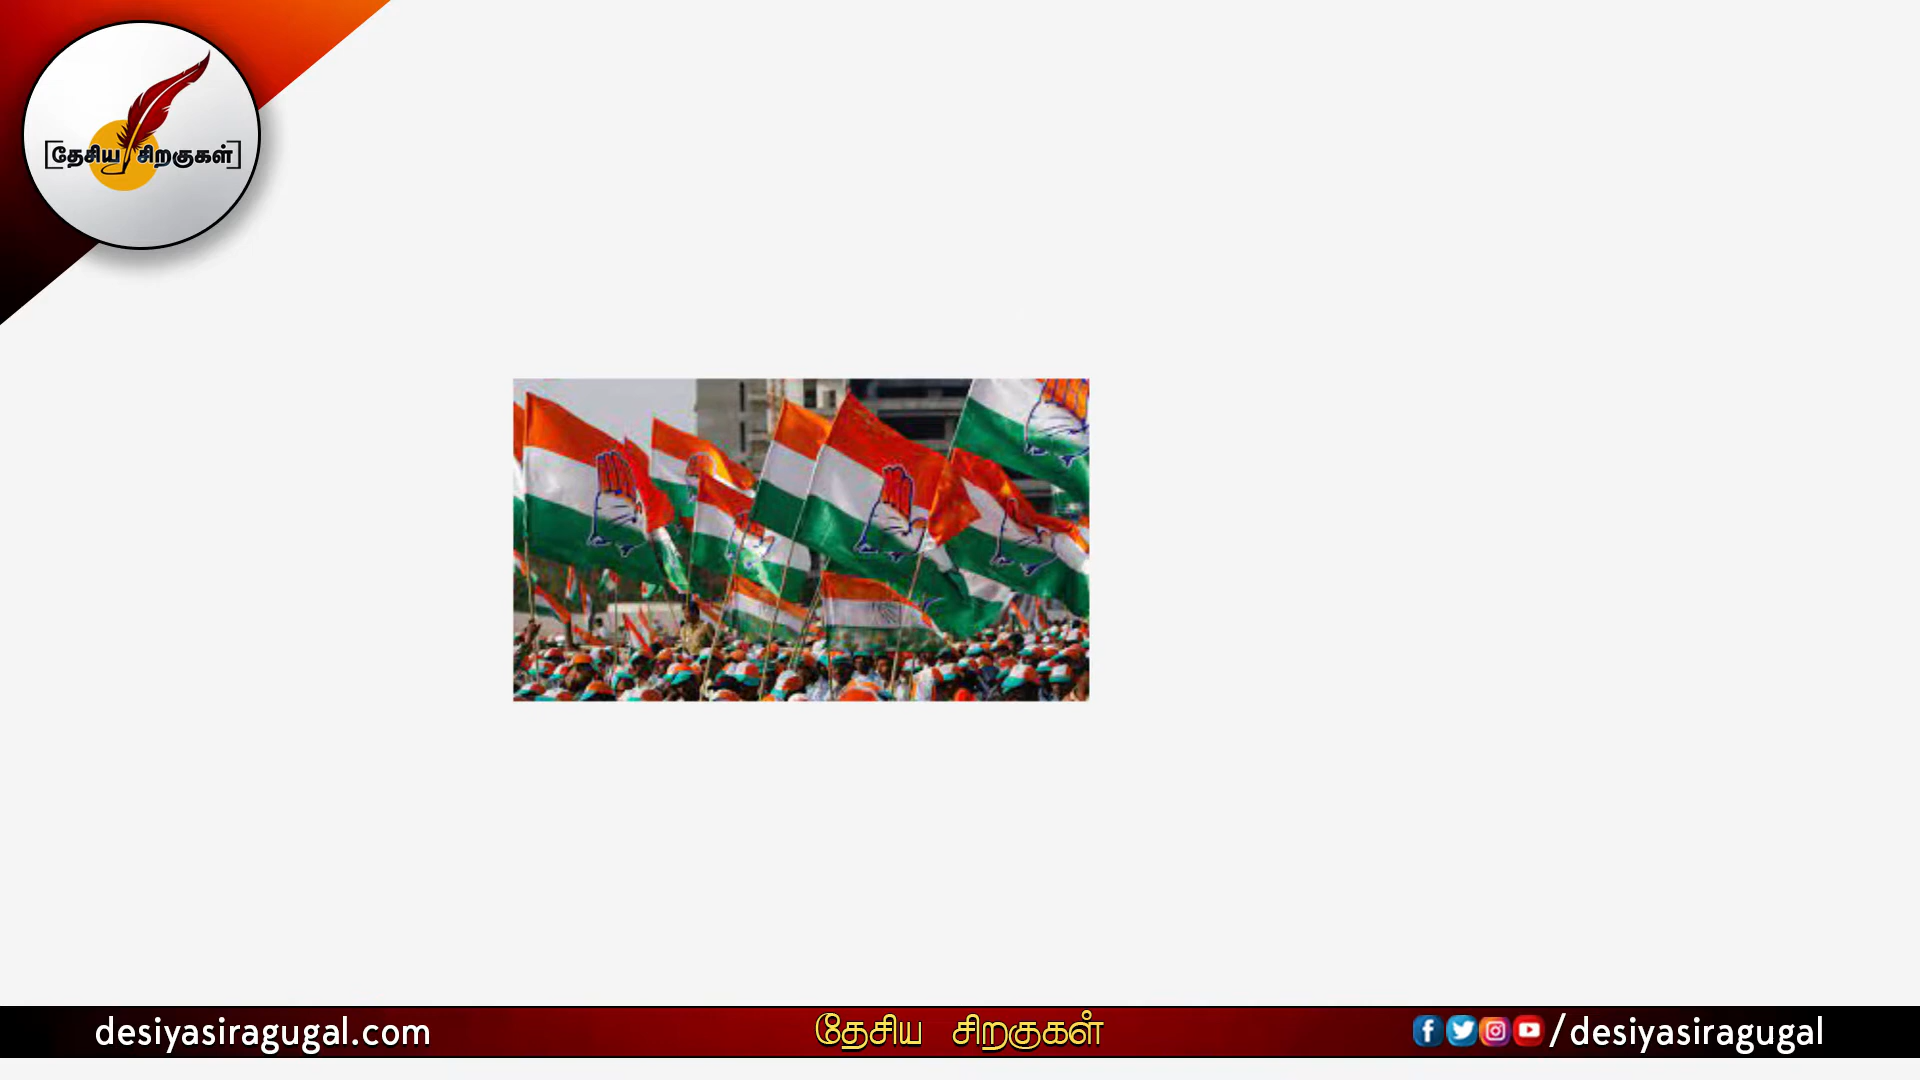 [தேசிய சிறகுகள்]
desiyasiragugal.com
தேசிய சிறகுகள்
/desiyasiragugal